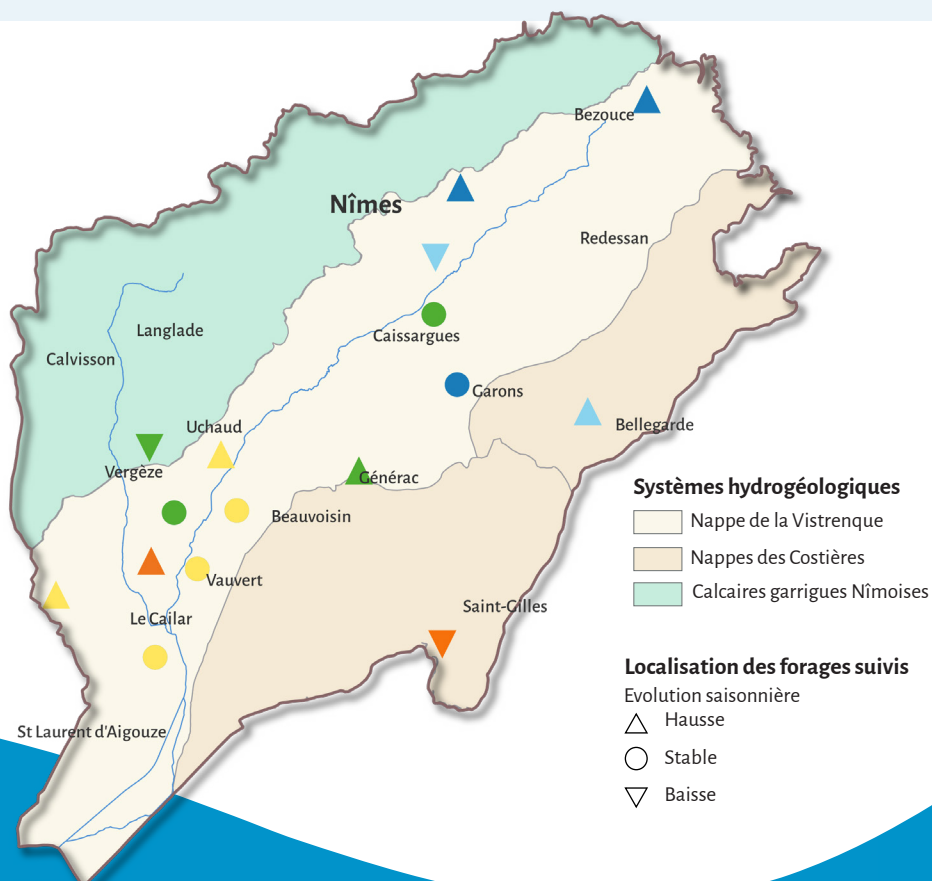 Bezouce
Nîmes
Redessan
Langlade
Caissargues
Calvisson
Garons
Bellegarde
Uchaud
Vergèze
Générac
Beauvoisin
Vauvert
Saint-Gilles
Le Cailar
St Laurent d'Aigouze
Systèmes hydrogéologiques
Nappe de la Vistrenque
Nappes des Costières
Calcaires garrigues Nîmoises
Localisation des forages suivis
Evolution saisonnière
Hausse
Stable
Baisse